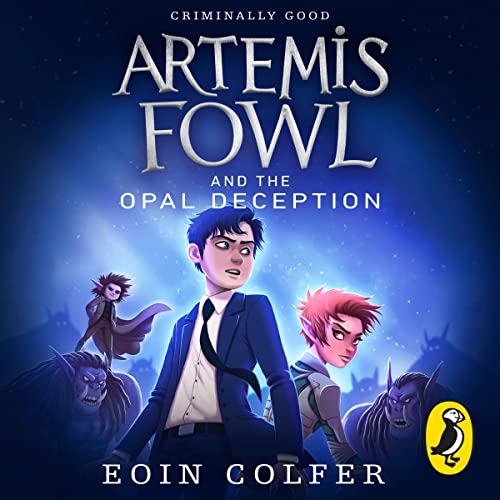 CRIMINALLY GOOD
ARTEMIS
FOWL
AND THE
OPAL DECEPTION
EOIN COLFER